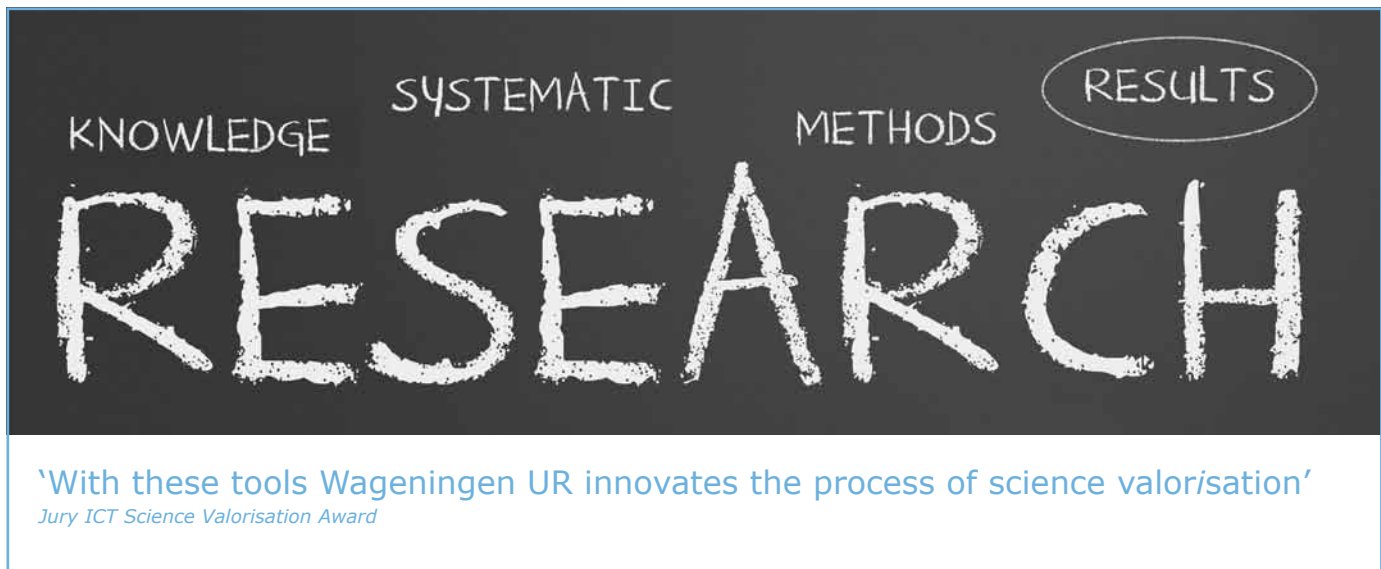 KNOWLEDGE SYSTEMATIC METHODS RESULTS
RESEARCH
‘With these tools Wageningen UR innovates the process of science valorisation’
Jury ICT Science Valorisation Award